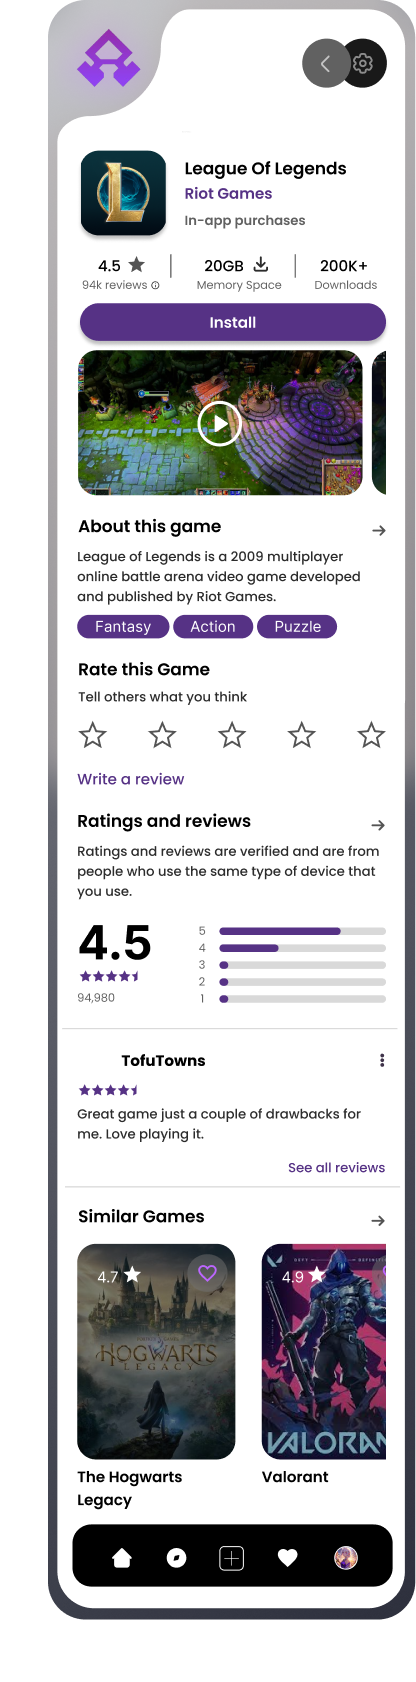 League Of Legends
Riot Games
In-app purchases
4.5
20GB
200K+
94k reviews
Memory Space
Downloads
Install
About this game
League of Legends is a 2009 multiplayer
online battle arena video game developed
and published by Riot Games.
Fantasy
Action
Puzzle
Rate this Game
Tell others what you think
Write a review
Ratings and reviews
Ratings and reviews are verified and are from
people who use the same type of device that
you use.
4.5
94,980
5
4
3
2
1
TofuTowns
Great game just a couple of drawbacks for
me. Love playing it.
See all reviews
Similar Games
4.7
HOGWARTS
LEGACY
4.9
VALORAN
The Hogwarts
Legacy
Valorant